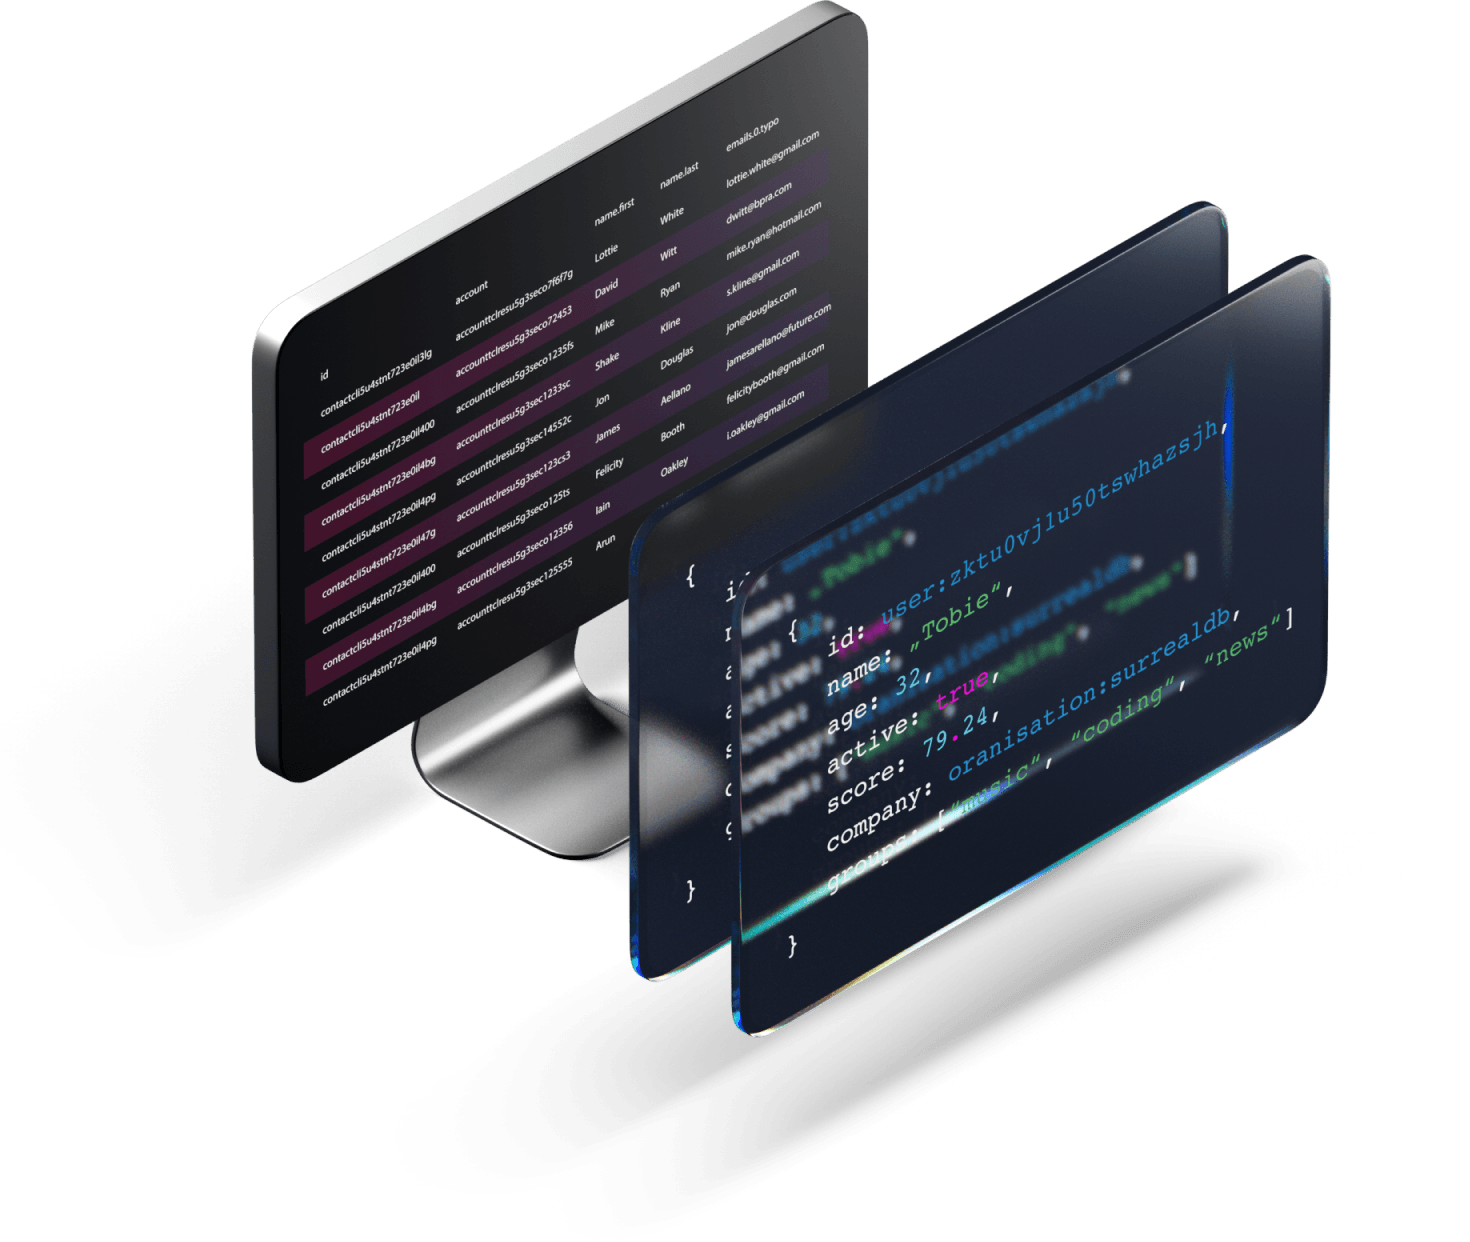 id account name.first name.last emails.0.typo
contactcli5u4stnt723e0il3lg accounttclresu5g3seco7f6f7g Lottie White lottie.white@gmail.com
contactcli5u4stnt723e0il accounttclresu5g3seco72453 David Witt dwitt@bpra.com
contactcli5u4stnt723e0il400 accounttclresu5g3seco1235fs Mike Ryan mike.ryan@hotmail.com
contactcli5u4stnt723e0il4bg accounttclresu5g3sec1233sc Shake Kline s.kline@gmail.com
contactcli5u4stnt723e0il4pg accounttclresu5g3sec14552c Jon Douglas jon@douglas.com
contactcli5u4stnt723e0il47g accounttclresu5g3sec123cs3 James Aellano jamesarellano@future.com
contactcli5u4stnt723e0il400 accounttclresu5g3sec125ts Felicity Booth felicitybooth@gmail.com
contactcli5u4stnt723e0il4bg accounttclresu5g3seco12356 Iain Oakley i.oakley@gmail.com
contactcli5u4stnt723e0il4pg accounttclresu5g3sec125555 Arun
{
}
{
id: user:zktu0vjlu50tswhazsjh,
name: „Tobie“,
age: 32,
active: true,
score: 79.24,
company: oranisation:surrealdb,
groups: [“music“, “coding“, “news“]
}